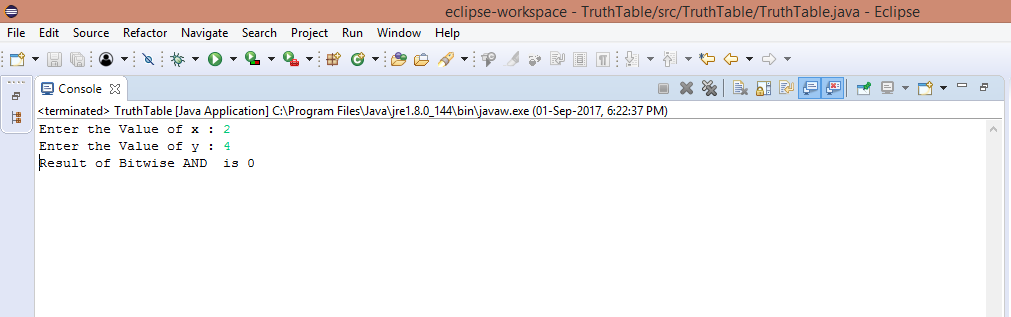 eclipse-workspace - TruthTable/src/TruthTable/TruthTable.java - Eclipse
File Edit Source Refactor Navigate Search Project Run Window Help
Console
<terminated> TruthTable [Java Application] C:\Program Files\Java\jre1.8.0_144\bin\javaw.exe (01-Sep-2017, 6:22:37 PM)
Enter the Value of x : 2
Enter the Value of y : 4
Result of Bitwise AND  is 0